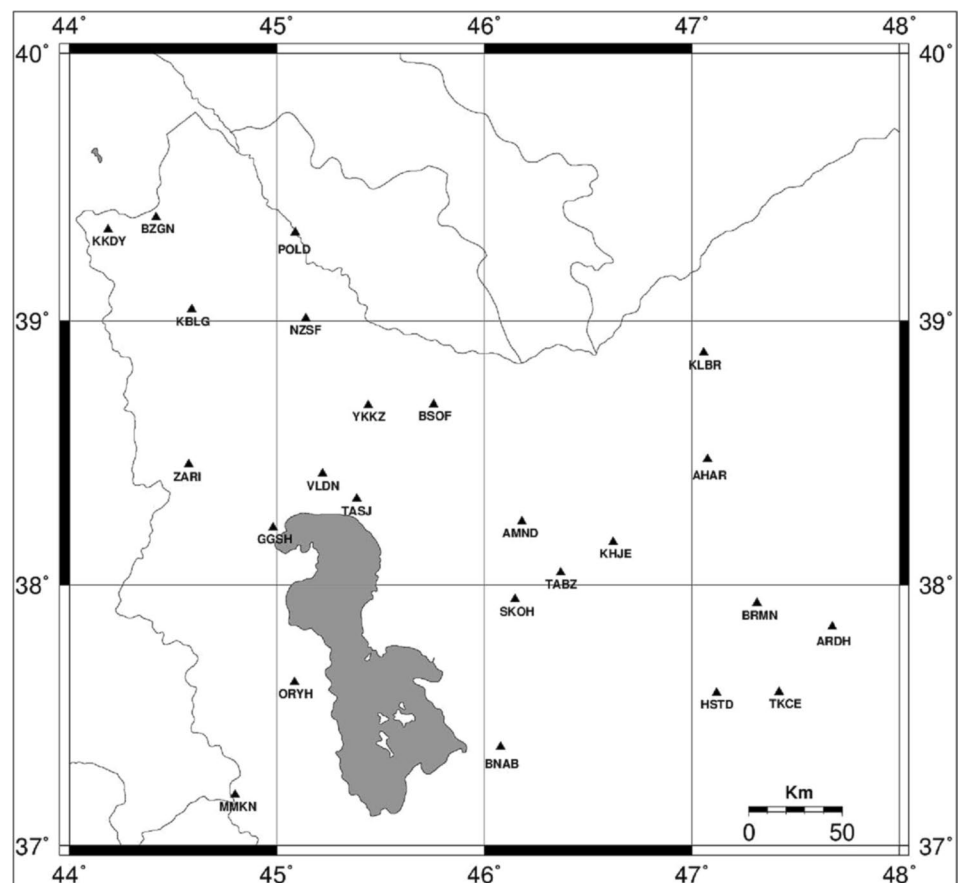 44° 45° 46° 47° 48°
40° 40°
KKDY BZGN
POLD
KBLG NZSF
39° 39°
KLBR
YKKZ BSOF
ZARI AHAR
VLDN
TASJ
GGSH AMND
KHJE
TABZ
38° 38°
SKOH BRMN
ARDH
ORYH HSTD TKCE
BNAB
MMKN
Km
0 50
37° 37°
44° 45° 46° 47° 48°